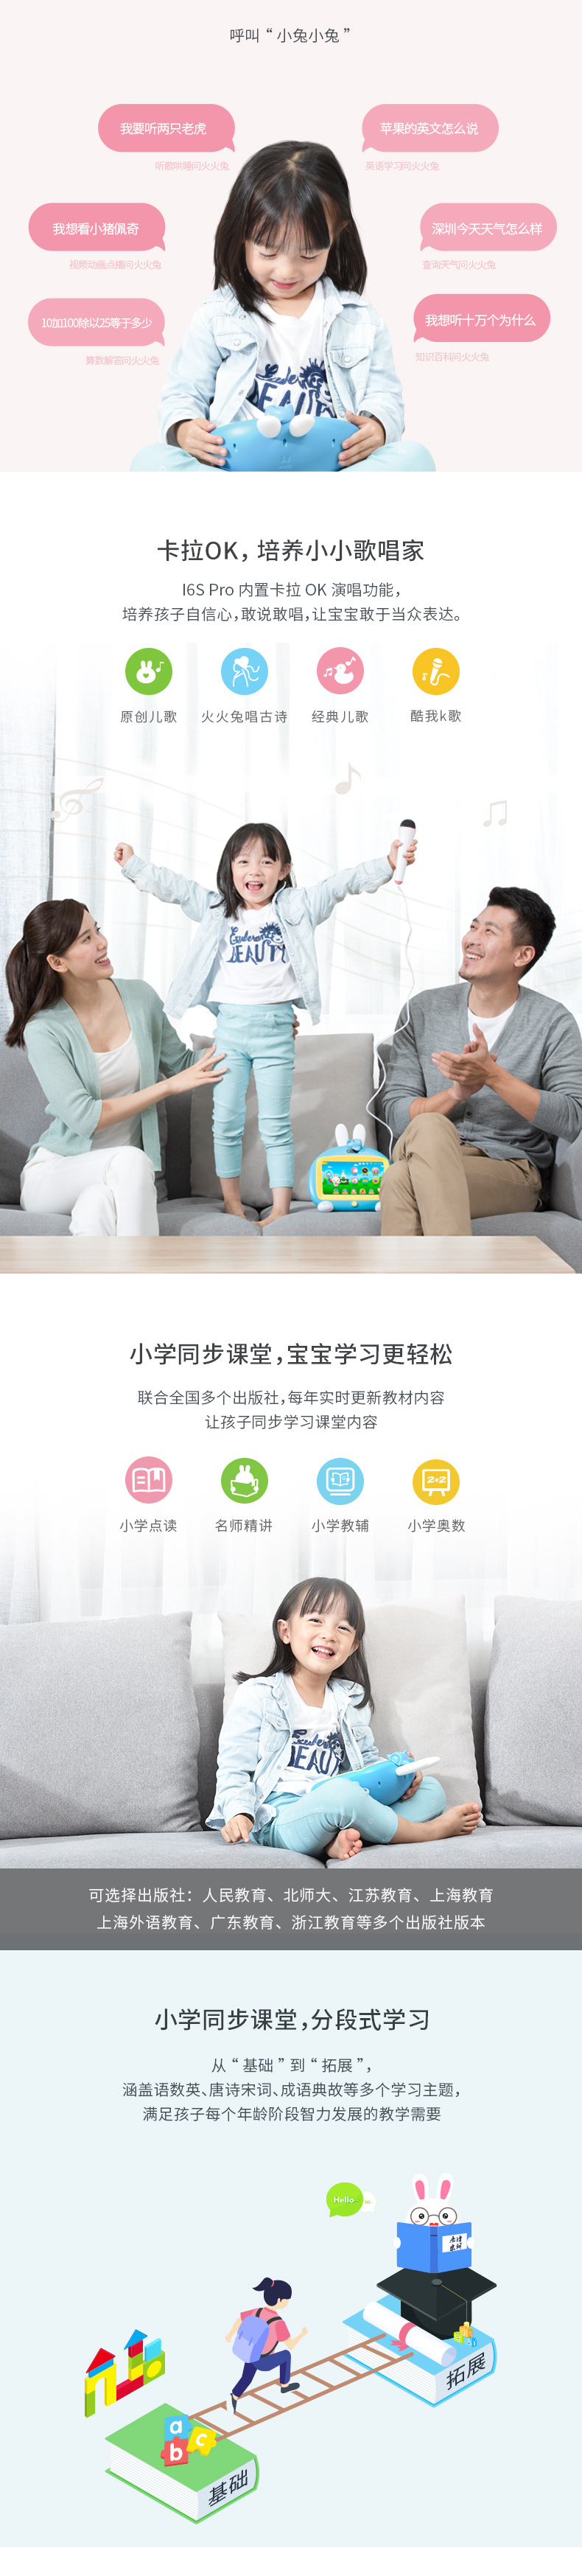 呼叫“小兔小兔”
我要听两只老虎
听歌哄睡问火火兔
苹果的英文怎么说
英语学习问火火兔
我想看小猪佩奇
视频动画点播问火火兔
深圳今天天气怎么样
查询天气问火火兔
10加100除以25等于多少
算数解答问火火兔
我想听十万个为什么
知识百科问火火兔
卡拉OK，培养小小歌唱家
I6S Pro 内置卡拉 OK 演唱功能，
培养孩子自信心，敢说敢唱，让宝宝敢于当众表达。
原创儿歌
火火兔唱古诗
经典儿歌
酷我k歌
BEAUTY
小学同步课堂，宝宝学习更轻松
联合全国多个出版社，每年实时更新教材内容
让孩子同步学习课堂内容
2+2
小学点读
名师精讲
小学教辅
小学奥数
可选择出版社：人民教育、北师大、江苏教育、上海教育
上海外语教育、广东教育、浙江教育等多个出版社版本
小学同步课堂，分段式学习
从“基础”到“拓展”，
涵盖语数英、唐诗宋词、成语典故等多个学习主题，
满足孩子每个年龄阶段智力发展的教学需要
Hello~
拓展
a
b
c
基础